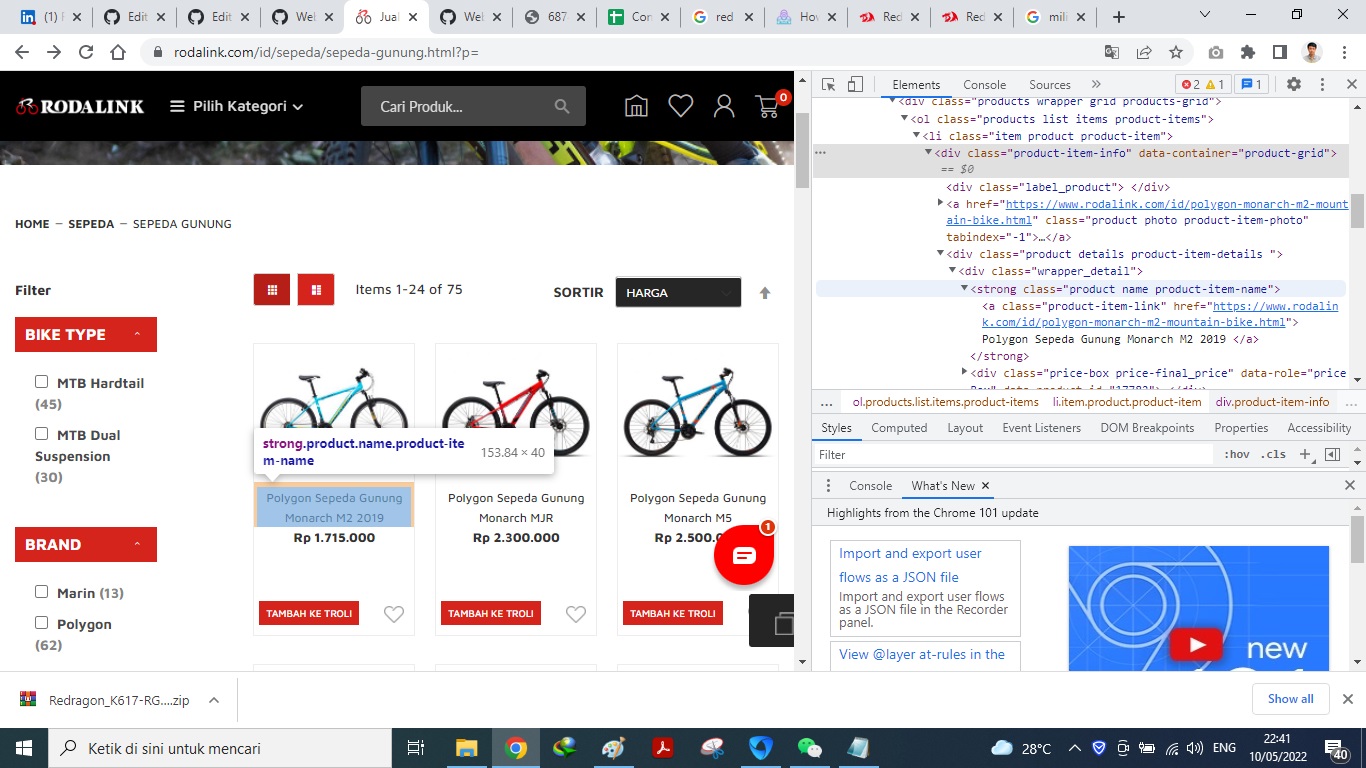 (1) F
Edit
Edit
Wel
Jual
Wel
687
Con
red
How
Red
Red
mili
rodalink.com/id/sepeda/sepeda-gunung.html?p=
RODALINK
Pilih Kategori
Cari Produk...
0
HOME – SEPEDA – SEPEDA GUNUNG
Filter
Items 1-24 of 75
SORTIR
HARGA
BIKE TYPE
MTB Hardtail
(45)
MTB Dual
Suspension
(30)
BRAND
Marin (13)
Polygon
(62)
strong.product.name.product-ite
m-name
153.84 × 40
Polygon Sepeda Gunung
Monarch M2 2019
Rp 1.715.000
TAMBAH KE TROLI
Polygon Sepeda Gunung
Monarch MJR
Rp 2.300.000
TAMBAH KE TROLI
Polygon Sepeda Gunung
Monarch M5
Rp 2.500.
TAMBAH KE TROLI
1
Elements
Console
Sources
2
1
1
<div class="products wrapper grid products-grid">
<ol class="products list items product-items">
<li class="item product product-item">
<div class="product-item-info" data-container="product-grid">
== $0
<div class="label_product"> </div>
<a href="https://www.rodalink.com/id/polygon-monarch-m2-mount
ain-bike.html" class="product photo product-item-photo"
tabindex="-1">…</a>
<div class="product details product-item-details ">
<div class="wrapper_detail">
<strong class="product name product-item-name">
<a class="product-item-link" href="https://www.rodalin
k.com/id/polygon-monarch-m2-mountain-bike.html">
Polygon Sepeda Gunung Monarch M2 2019 </a>
</strong>
<div class="price-box price-final_price" data-role="price
... ol.products.list.items.product-items li.item.product.product-item div.product-item-info ...
Styles
Computed
Layout
Event Listeners
DOM Breakpoints
Properties
Accessibility
Filter
:hov .cls
Console
What's New
Highlights from the Chrome 101 update
Import and export user
flows as a JSON file
Import and export user flows
as a JSON file in the Recorder
panel.
View @layer at-rules in the
new
Redragon_K617-RG....zip
Show all
Ketik di sini untuk mencari
28°C
ENG
22:41
10/05/2022
40